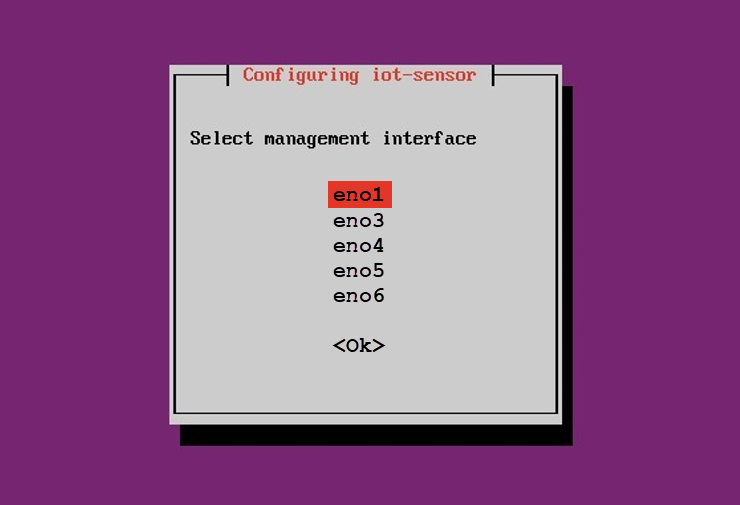 Configuring iot-sensor
Select management interface
eno1
eno3
eno4
eno5
eno6
<Ok>